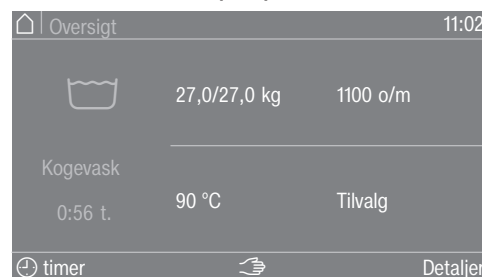 Oversigt 11:02
27,0/27,0 kg 1100 o/m
Kogevask
0:56 t.
90 °C Tilvalg
timer Detaljer